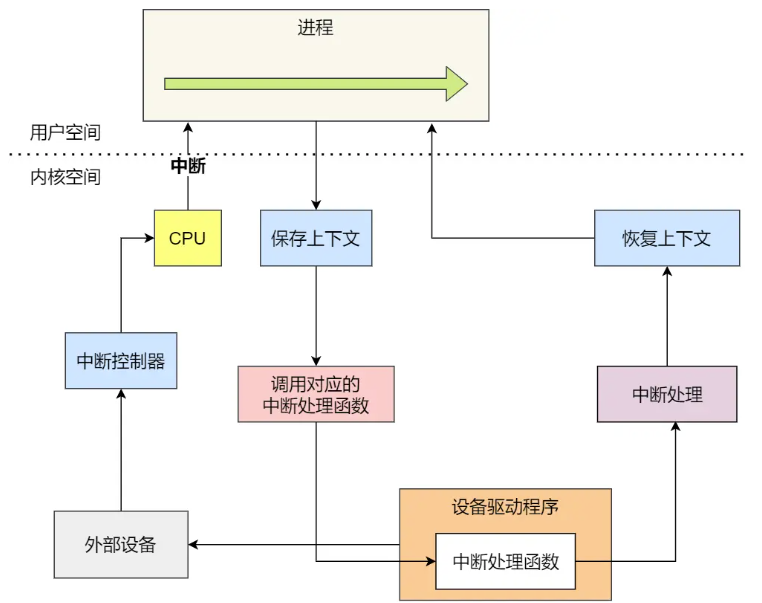 进程
用户空间
中断
内核空间
CPU
保存上下文
恢复上下文
中断控制器
调用对应的
中断处理函数
中断处理
设备驱动程序
外部设备
中断处理函数